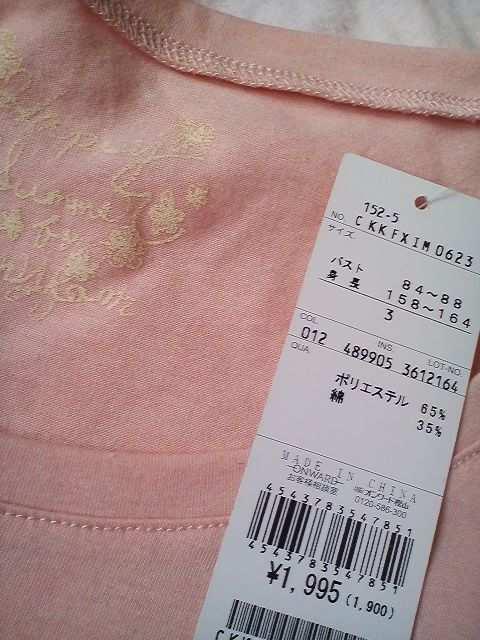 by
152-5
NO. CKKFXIM0623
サイズ
バスト 84～88
身長 158～164
3
COL. INS. LOT-NO.
012 489905 3612164
QUA.
ポリエステル 65%
綿 35%
MADE IN CHINA
ONWARD ㈱オンワード樫山
お客様相談室 0120-586-300
4543783547851
4543783547851
¥1,995 (1,900)